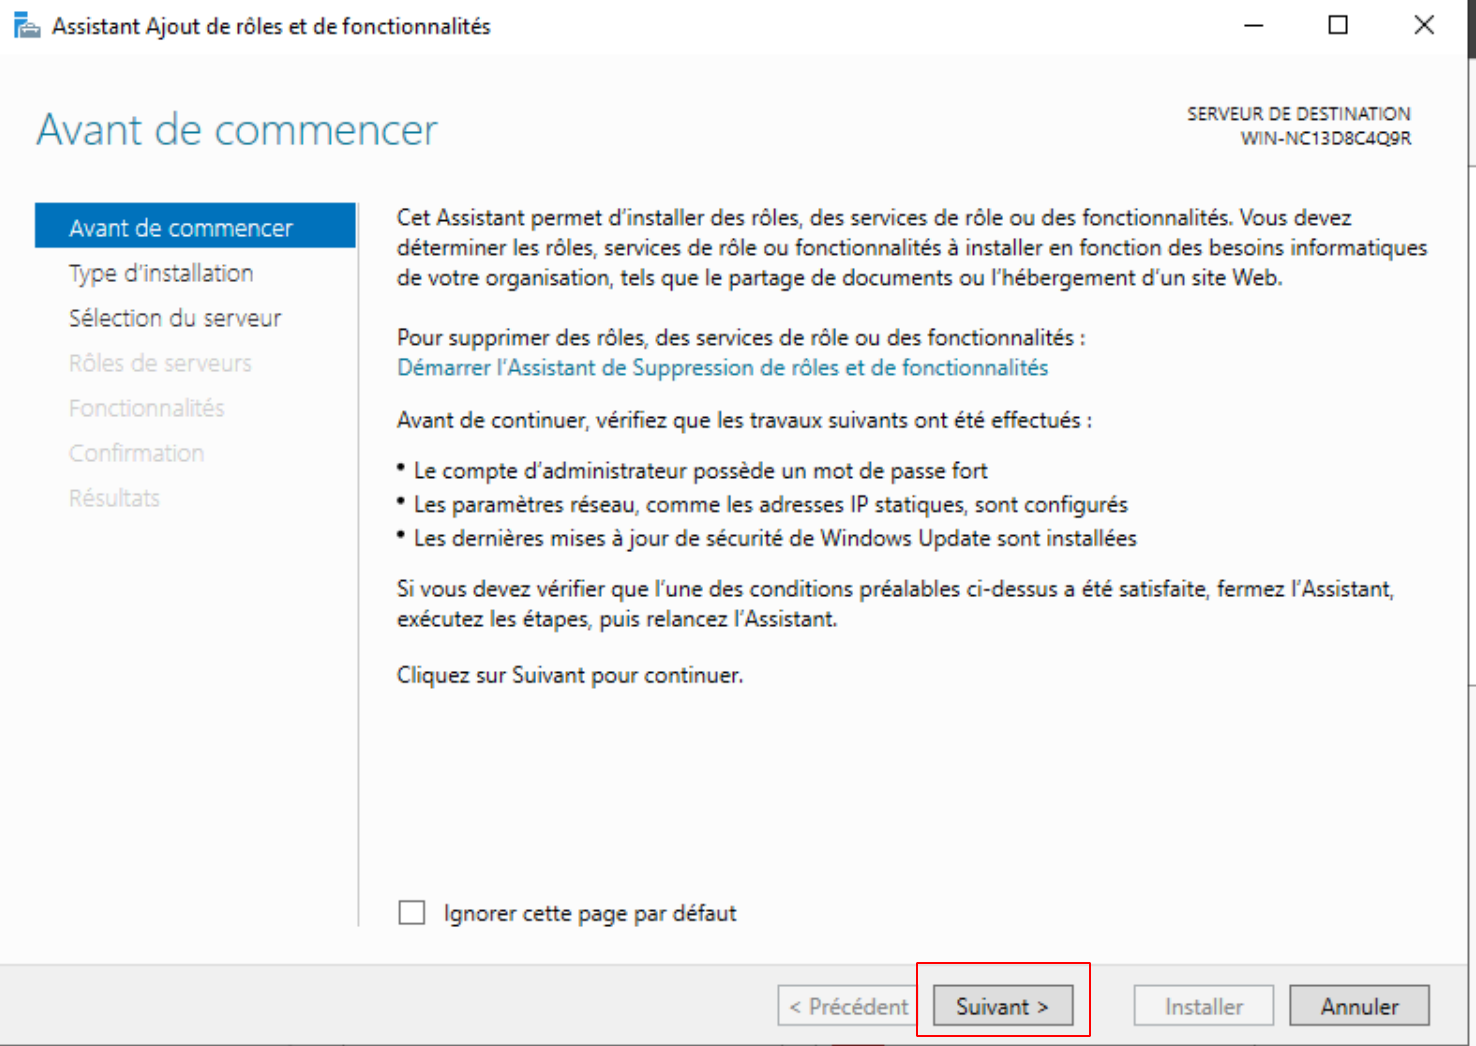 Assistant Ajout de rôles et de fonctionnalités
Avant de commencer
SERVEUR DE DESTINATION
WIN-NC13D8C4Q9R
Avant de commencer
Type d'installation
Sélection du serveur
Rôles de serveurs
Fonctionnalités
Confirmation
Résultats
Cet Assistant permet d'installer des rôles, des services de rôle ou des fonctionnalités. Vous devez
déterminer les rôles, services de rôle ou fonctionnalités à installer en fonction des besoins informatiques
de votre organisation, tels que le partage de documents ou l'hébergement d'un site Web.
Pour supprimer des rôles, des services de rôle ou des fonctionnalités :
Démarrer l'Assistant de Suppression de rôles et de fonctionnalités
Avant de continuer, vérifiez que les travaux suivants ont été effectués :
• Le compte d'administrateur possède un mot de passe fort
• Les paramètres réseau, comme les adresses IP statiques, sont configurés
• Les dernières mises à jour de sécurité de Windows Update sont installées
Si vous devez vérifier que l'une des conditions préalables ci-dessus a été satisfaite, fermez l'Assistant,
exécutez les étapes, puis relancez l'Assistant.
Cliquez sur Suivant pour continuer.
Ignorer cette page par défaut
< Précédent
Suivant >
Installer
Annuler